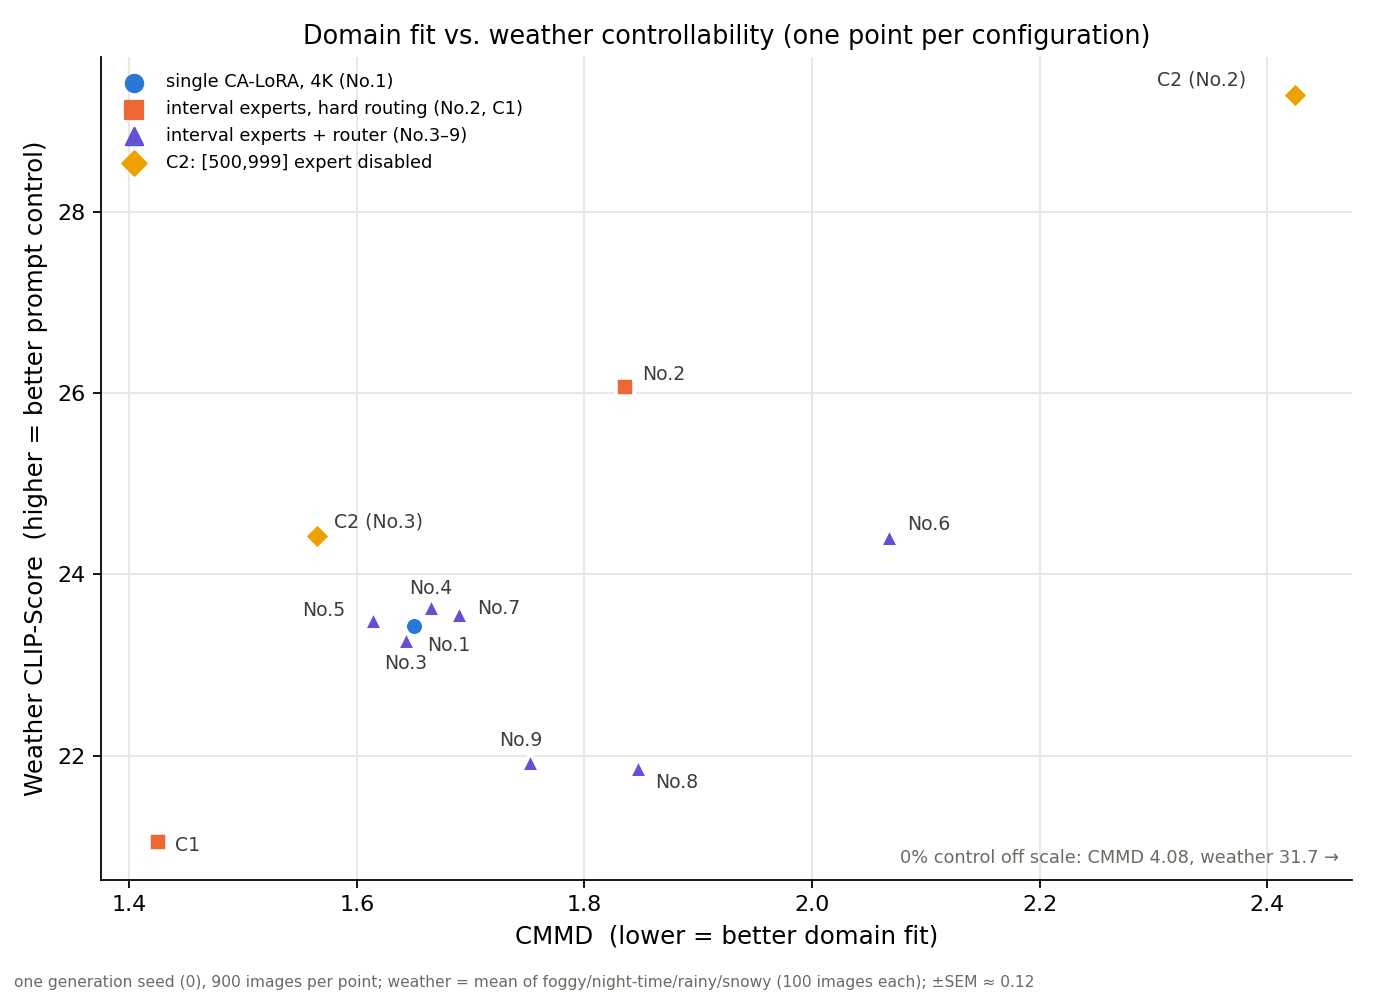 Domain fit vs. weather controllability (one point per configuration)
single CA-LoRA, 4K (No.1)
interval experts, hard routing (No.2, C1)
interval experts + router (No.3–9)
C2: [500,999] expert disabled
C2 (No.2)
No.2
C2 (No.3)
No.6
No.4
No.5
No.7
No.1
No.3
No.9
No.8
C1
0% control off scale: CMMD 4.08, weather 31.7 →
Weather CLIP-Score (higher = better prompt control)
28
26
24
22
1.4 1.6 1.8 2.0 2.2 2.4
CMMD (lower = better domain fit)
one generation seed (0), 900 images per point; weather = mean of foggy/night-time/rainy/snowy (100 images each); ±SEM ≈ 0.12